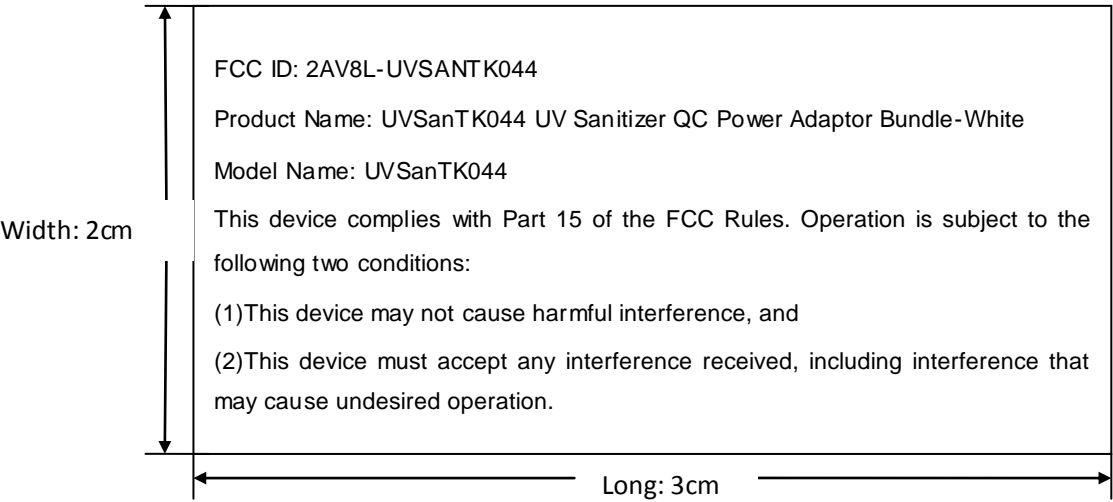 FCC ID: 2AV8L-UVSANTK044
Product Name: UVSanTK044 UV Sanitizer QC Power Adaptor Bundle-White
Model Name: UVSanTK044
Width: 2cm
This device complies with Part 15 of the FCC Rules. Operation is subject to the
following two conditions:
(1)This device may not cause harmful interference, and
(2)This device must accept any interference received, including interference that
may cause undesired operation.
Long: 3cm